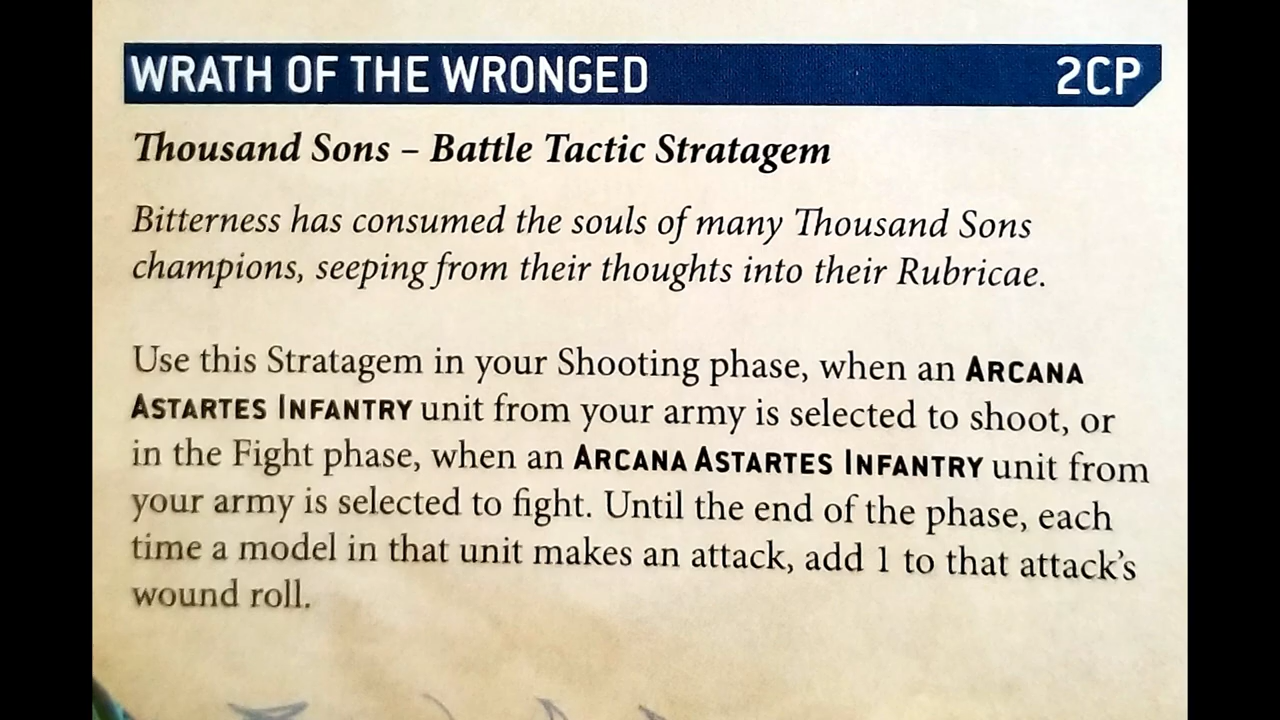 WRATH OF THE WRONGED 2CP
Thousand Sons – Battle Tactic Stratagem
Bitterness has consumed the souls of many Thousand Sons
champions, seeping from their thoughts into their Rubricae.
Use this Stratagem in your Shooting phase, when an ARCANA
ASTARTES INFANTRY unit from your army is selected to shoot, or
in the Fight phase, when an ARCANA ASTARTES INFANTRY unit from
your army is selected to fight. Until the end of the phase, each
time a model in that unit makes an attack, add 1 to that attack’s
wound roll.